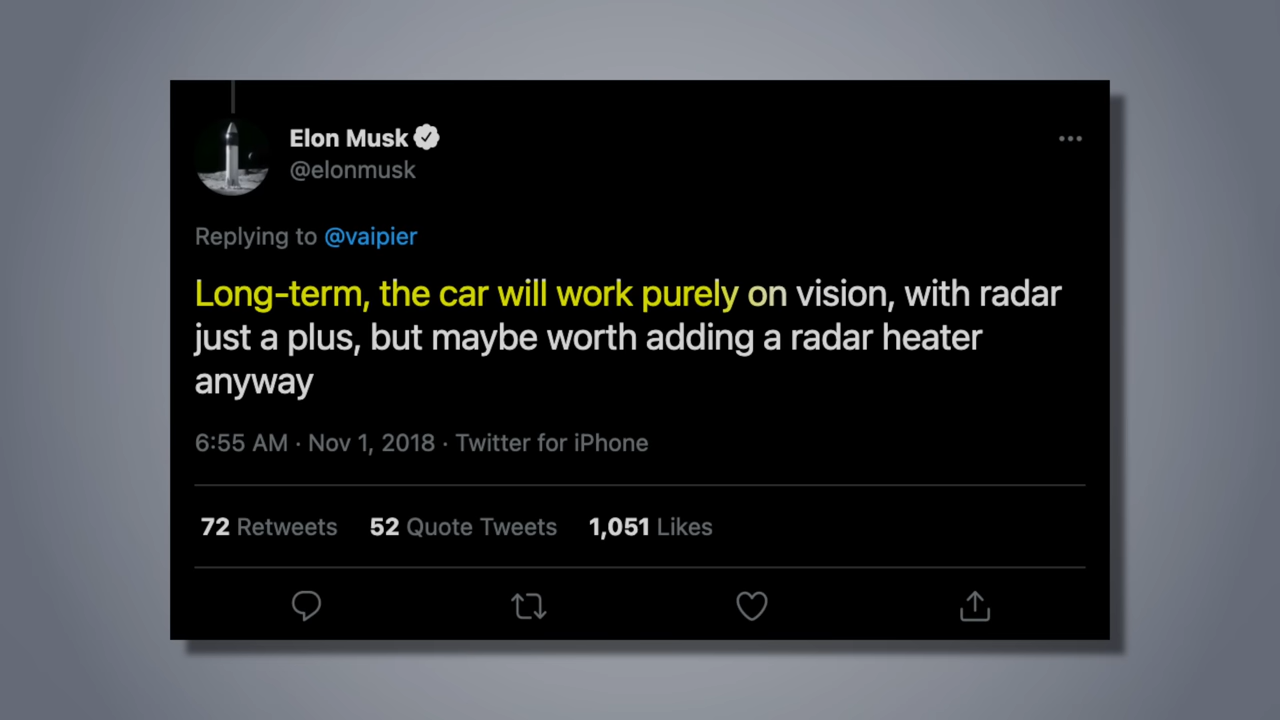 Elon Musk
@elonmusk
Replying to @vaipier
Long-term, the car will work purely on vision, with radar
just a plus, but maybe worth adding a radar heater
anyway
6:55 AM · Nov 1, 2018 · Twitter for iPhone
72 Retweets 52 Quote Tweets 1,051 Likes